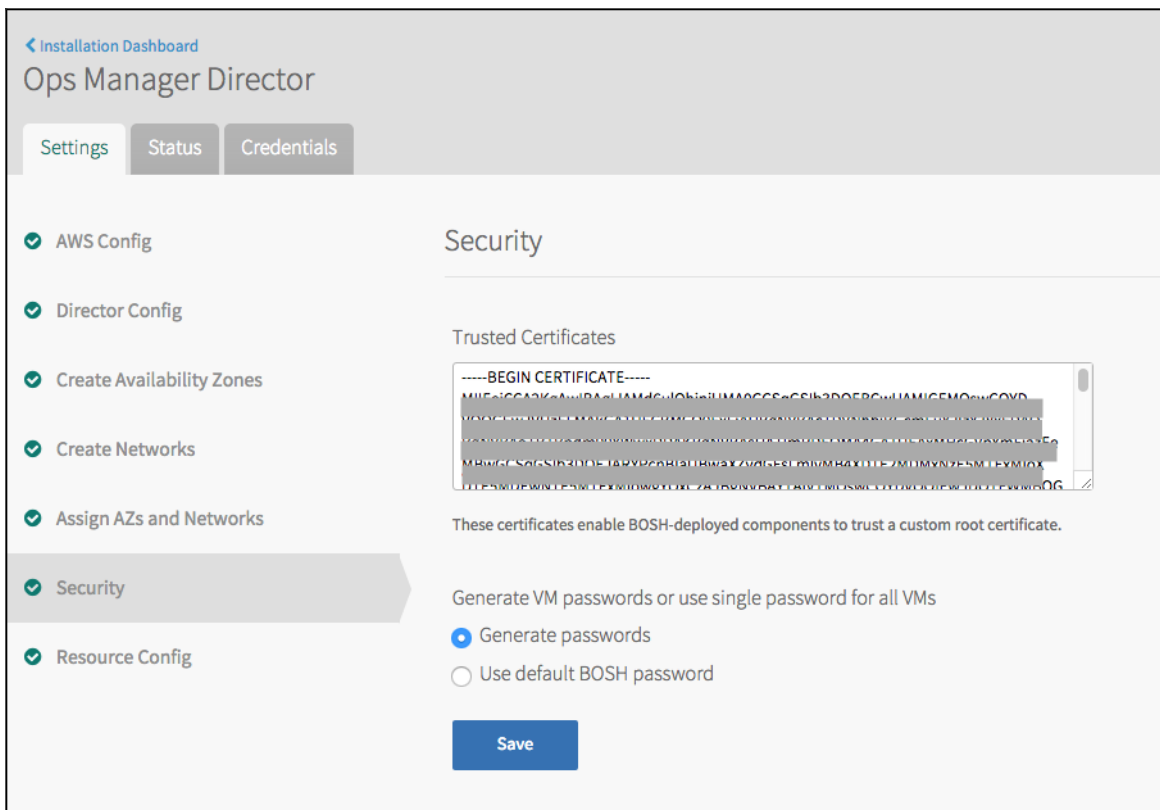 Installation Dashboard
Ops Manager Director
Settings
Status
Credentials
AWS Config
Director Config
Create Availability Zones
Create Networks
Assign AZs and Networks
Security
Resource Config
Security
Trusted Certificates
-----BEGIN CERTIFICATE-----
These certificates enable BOSH-deployed components to trust a custom root certificate.
Generate VM passwords or use single password for all VMs
Generate passwords
Use default BOSH password
Save